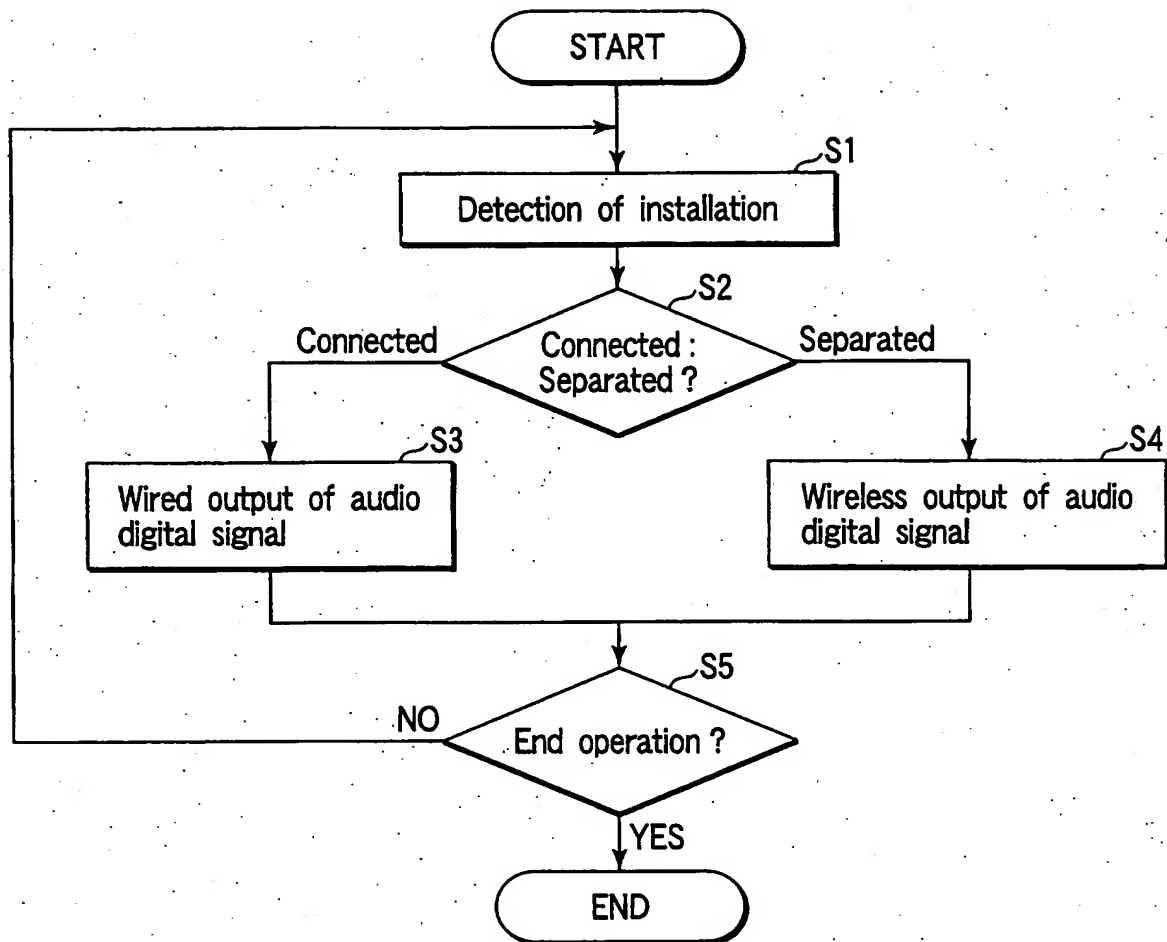 START
S1
Detection of installation
S2
Connected
Connected :
Separated ?
Separated
S3
Wired output of audio
digital signal
S4
Wireless output of audio
digital signal
S5
NO
End operation ?
YES
END